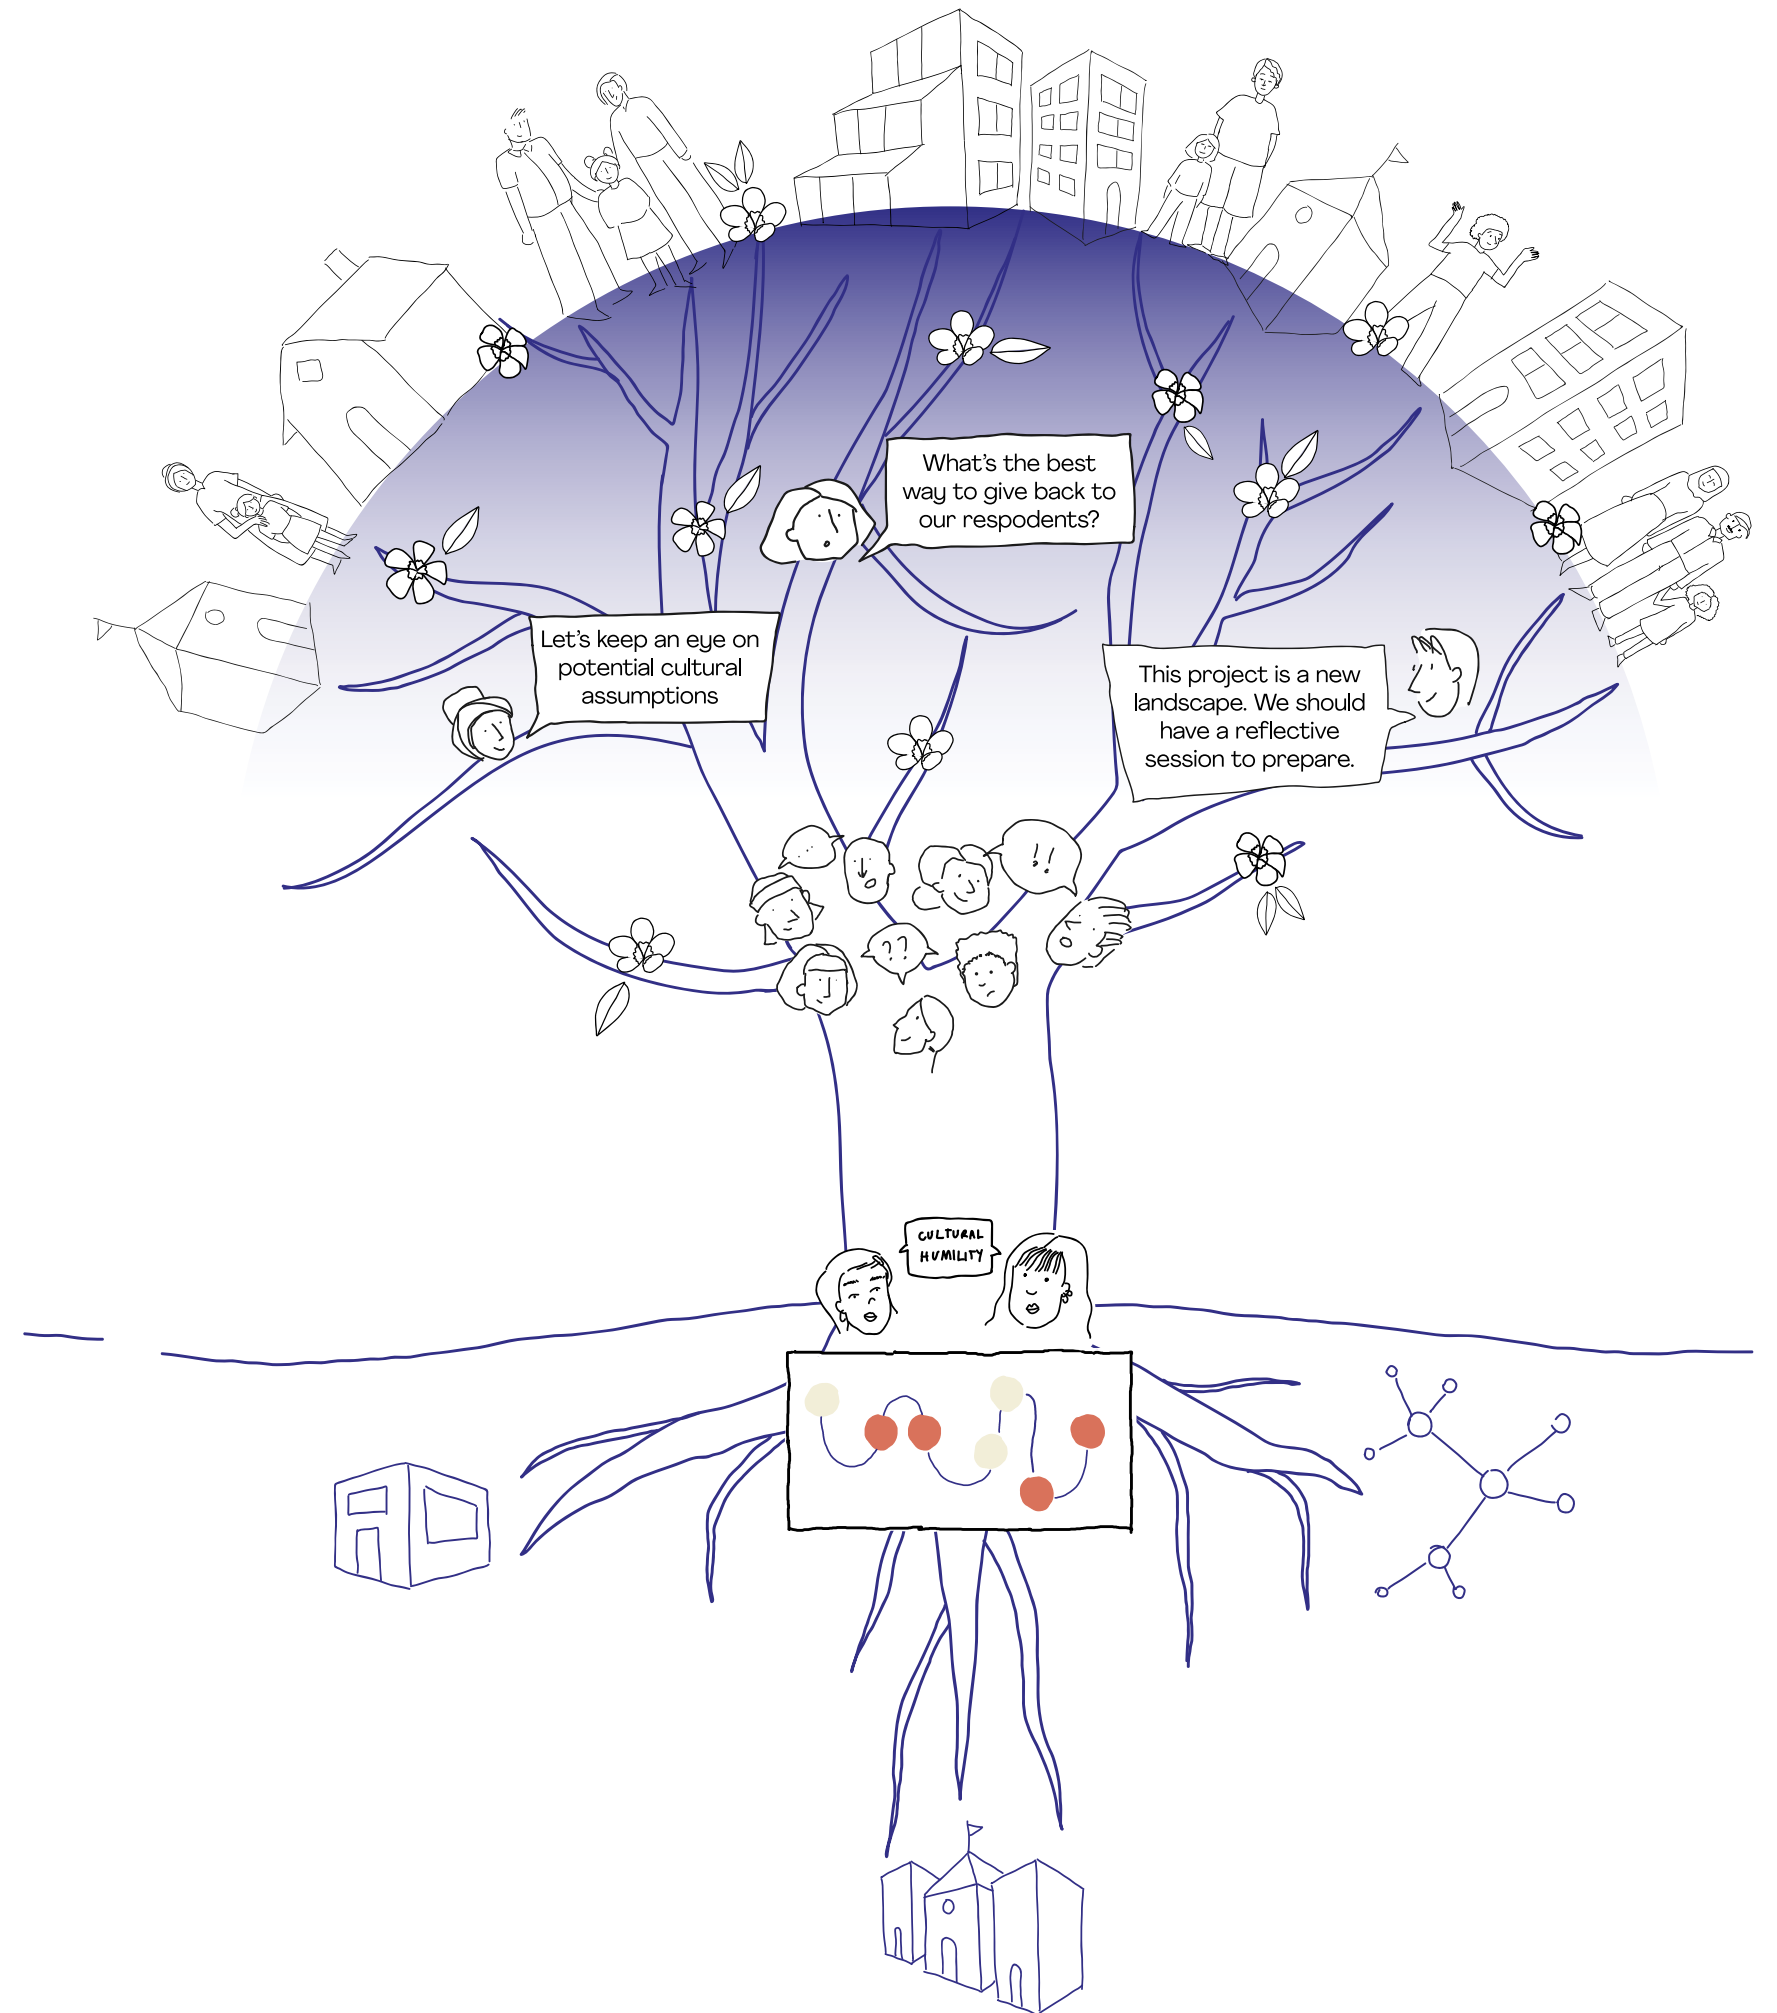 What's the best
way to give back to
our respodents?
Let's keep an eye on
potential cultural
assumptions
This project is a new
landscape. We should
have a reflective
session to prepare.
...
!!
??
CULTURAL
HUMILITY